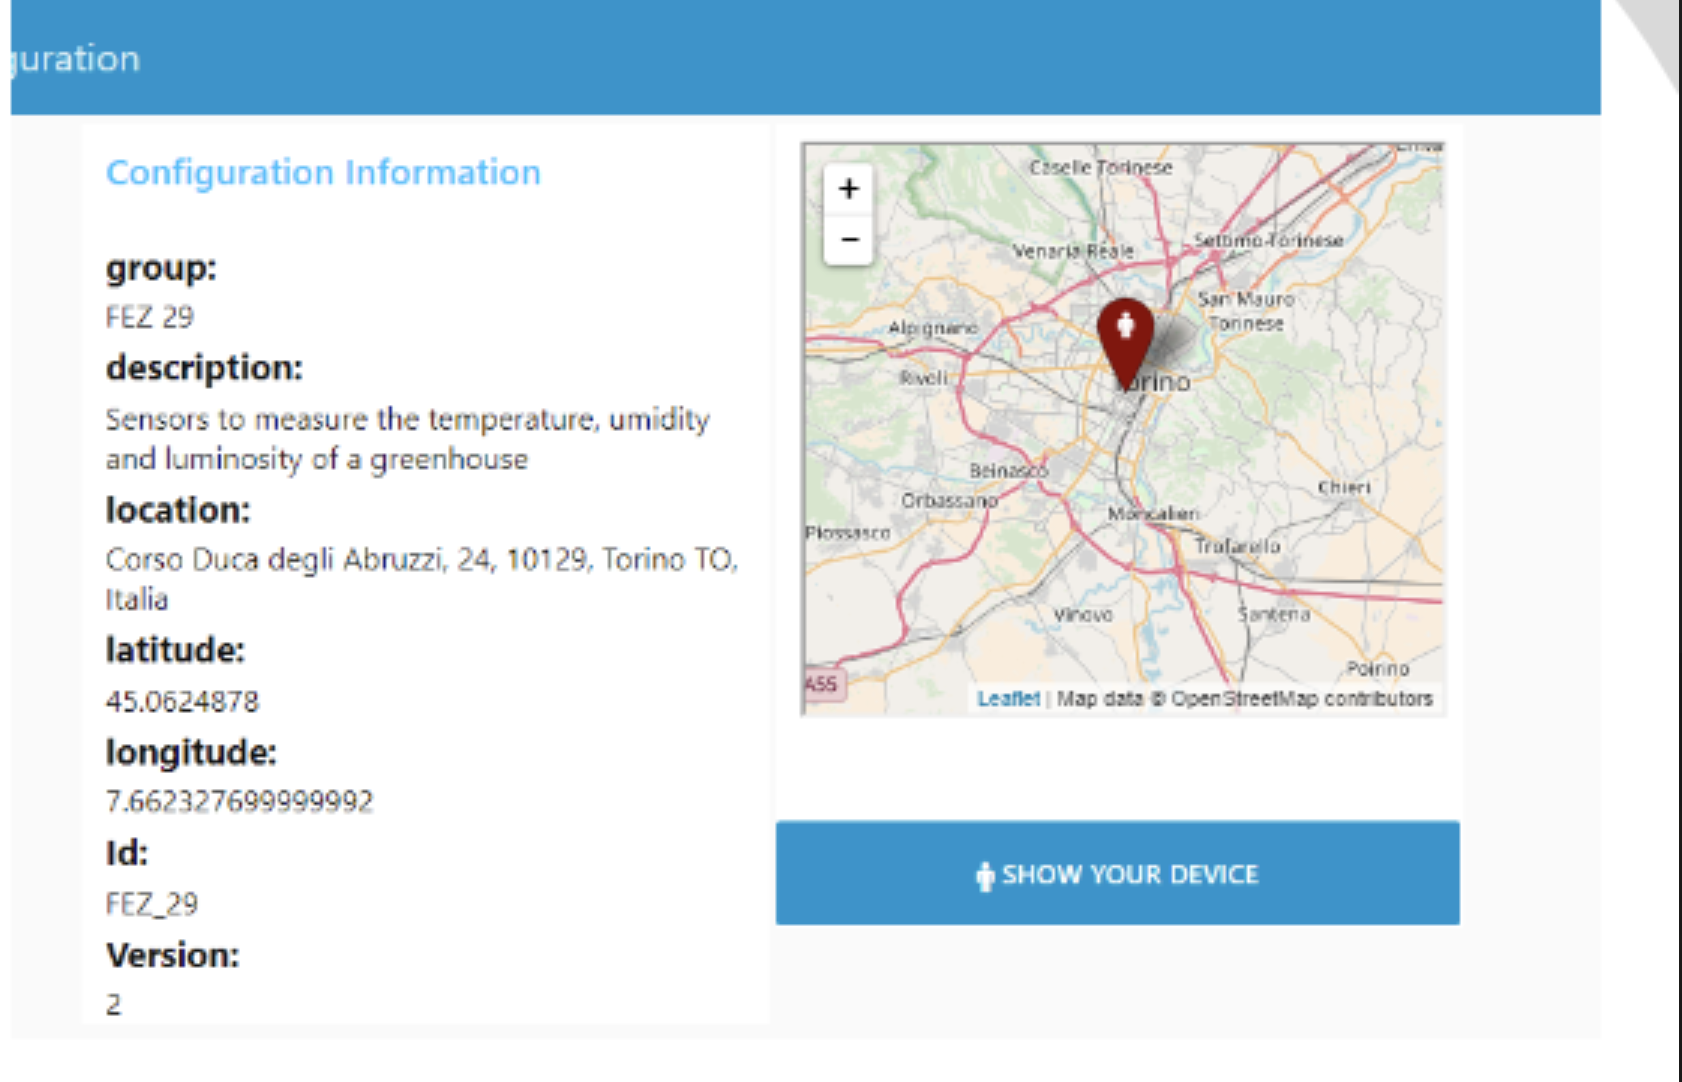 guration
Configuration Information
group:
FEZ 29
description:
Sensors to measure the temperature, umidity
and luminosity of a greenhouse
location:
Corso Duca degli Abruzzi, 24, 10129, Torino TO,
Italia
latitude:
45.0624878
longitude:
7.662327699999992
Id:
FEZ_29
Version:
2
+
−
Caselle Torinese
Venaria Reale
Settimo Torinese
San Mauro
Torinese
Alpignano
Rivoli
Torino
Beinasco
Orbassano
Chieri
Moncalieri
Piossasco
Trofarello
Vinovo
Santena
Poirino
A55
Leaflet | Map data © OpenStreetMap contributors
SHOW YOUR DEVICE